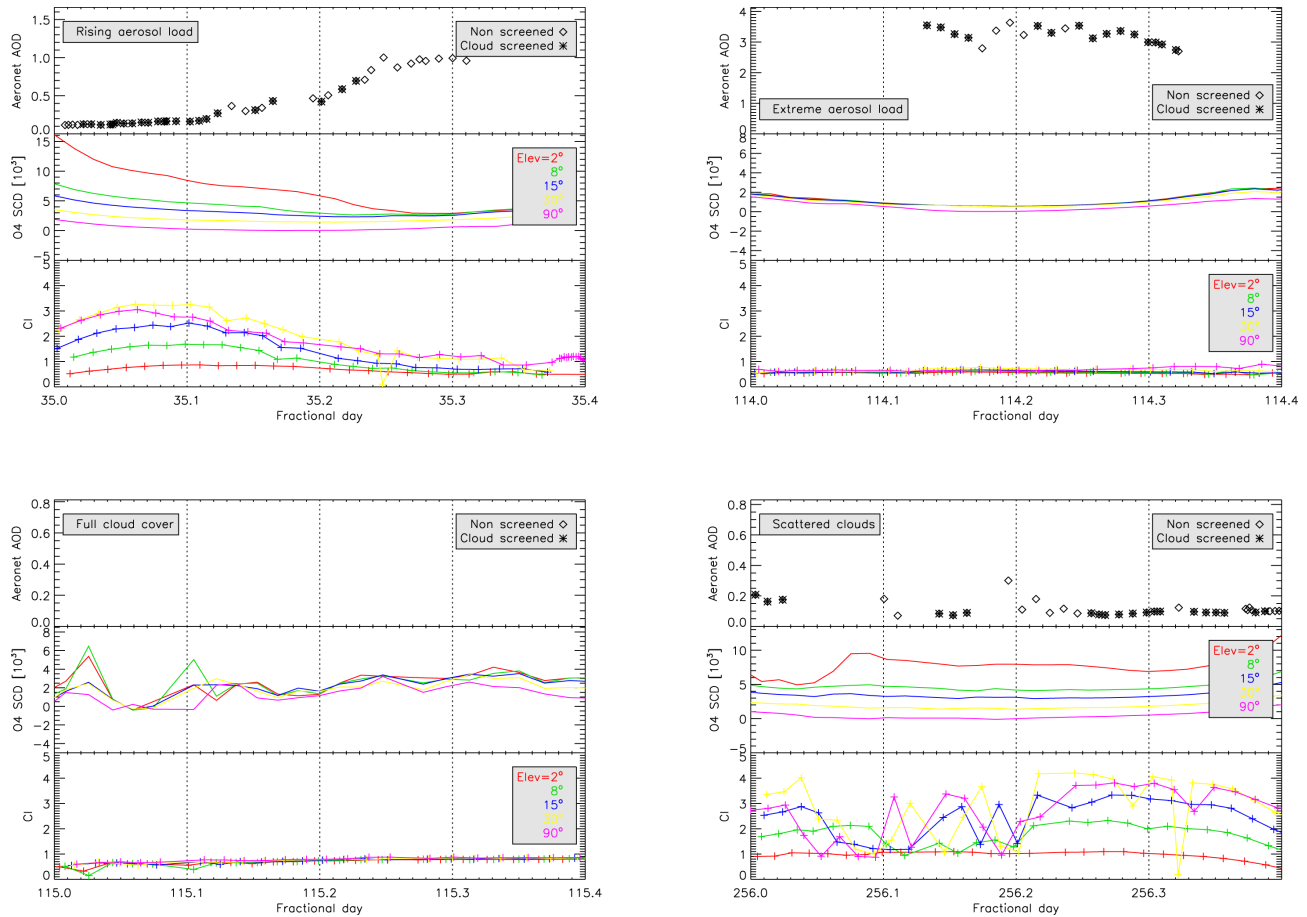 Rising aerosol load
Non screened ◇
Cloud screened ✱
Aeronet AOD
1.5
1.0
0.5
0.0
O4 SCD [10³]
15
10
5
0
-5
Elev=2°
8°
15°
30°
90°
CI
5
4
3
2
1
0
35.0 35.1 35.2 35.3 35.4
Fractional day
Extreme aerosol load
Non screened ◇
Cloud screened ✱
Aeronet AOD
4
3
2
1
0
O4 SCD [10³]
8
6
4
2
0
-2
-4
CI
5
4
3
2
1
0
Elev=2°
8°
15°
30°
90°
114.0 114.1 114.2 114.3 114.4
Fractional day
Full cloud cover
Non screened ◇
Cloud screened ✱
Aeronet AOD
0.8
0.6
0.4
0.2
0.0
O4 SCD [10³]
8
6
4
2
0
-2
-4
CI
5
4
3
2
1
0
Elev=2°
8°
15°
30°
90°
115.0 115.1 115.2 115.3 115.4
Fractional day
Scattered clouds
Non screened ◇
Cloud screened ✱
Aeronet AOD
0.8
0.6
0.4
0.2
0.0
O4 SCD [10³]
10
5
0
-5
Elev=2°
8°
15°
30°
90°
CI
5
4
3
2
1
0
256.0 256.1 256.2 256.3
Fractional day